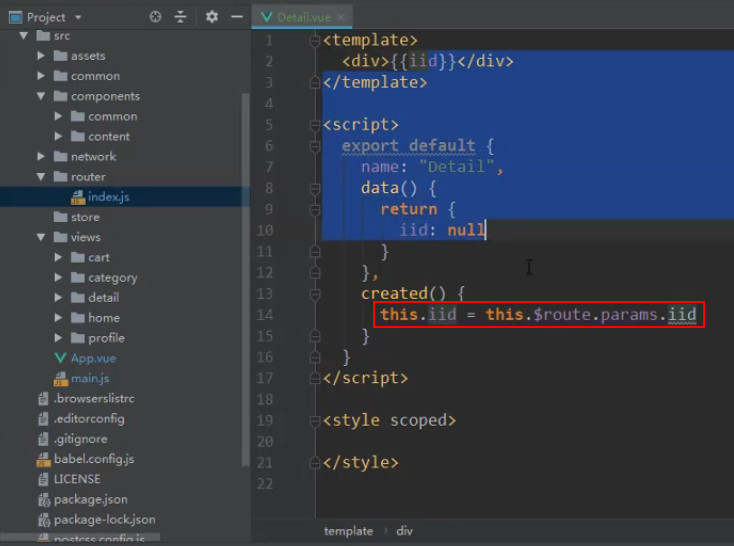 Project
Detail.vue
src
assets
common
components
common
content
network
router
index.js
store
views
cart
category
detail
home
profile
App.vue
main.js
.browserslistrc
.editorconfig
.gitignore
babel.config.js
LICENSE
package.json
package-lock.json
postcss.config.js
1 <template>
2 <div>{{iid}}</div>
3 </template>
4
5 <script>
6 export default {
7 name: "Detail",
8 data() {
9 return {
10 iid: null
11 }
12 },
13 created() {
14 this.iid = this.$route.params.iid
15 }
16 }
17 </script>
18
19 <style scoped>
20
21 </style>
22
template › div